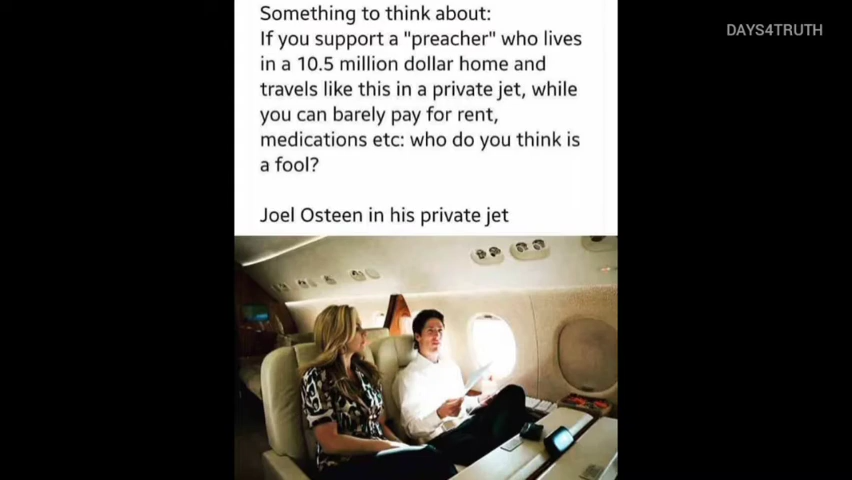 DAYS4TRUTH
Something to think about:
If you support a "preacher" who lives
in a 10.5 million dollar home and
travels like this in a private jet, while
you can barely pay for rent,
medications etc: who do you think is
a fool?
Joel Osteen in his private jet